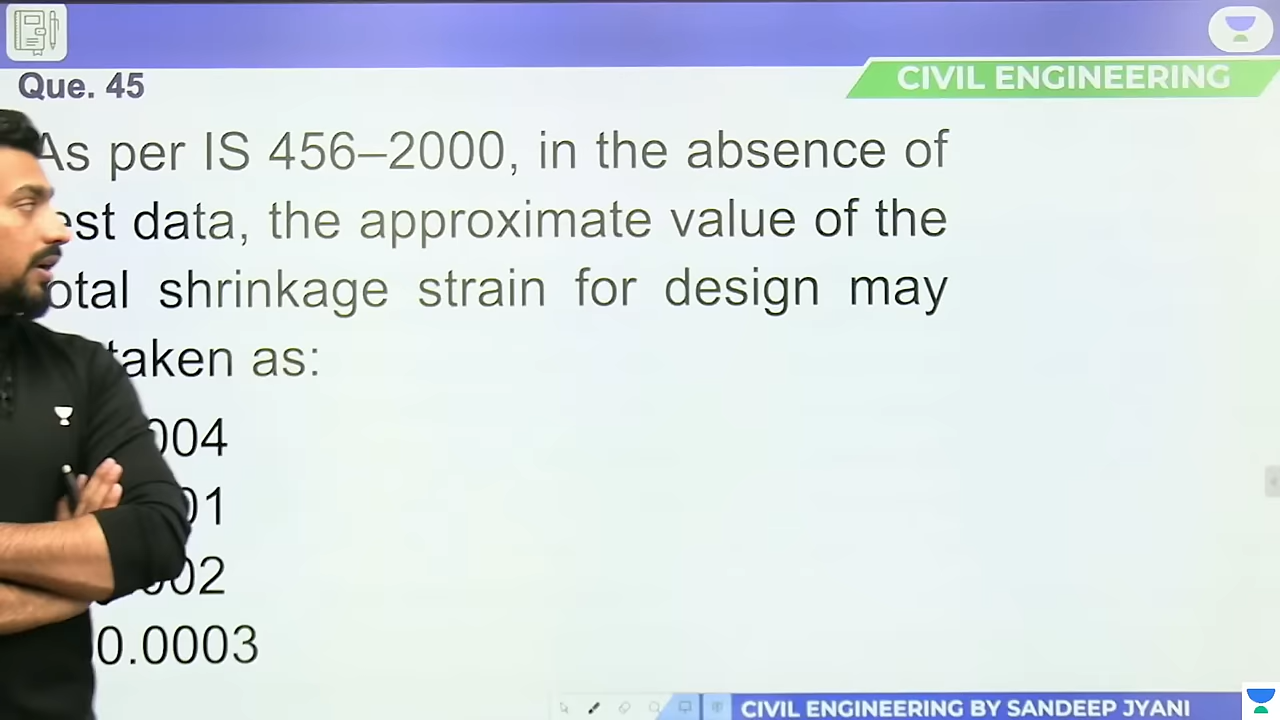 Que. 45
CIVIL ENGINEERING
As per IS 456–2000, in the absence of
est data, the approximate value of the
otal shrinkage strain for design may
taken as:
004
01
002
0.0003
CIVIL ENGINEERING BY SANDEEP JYANI